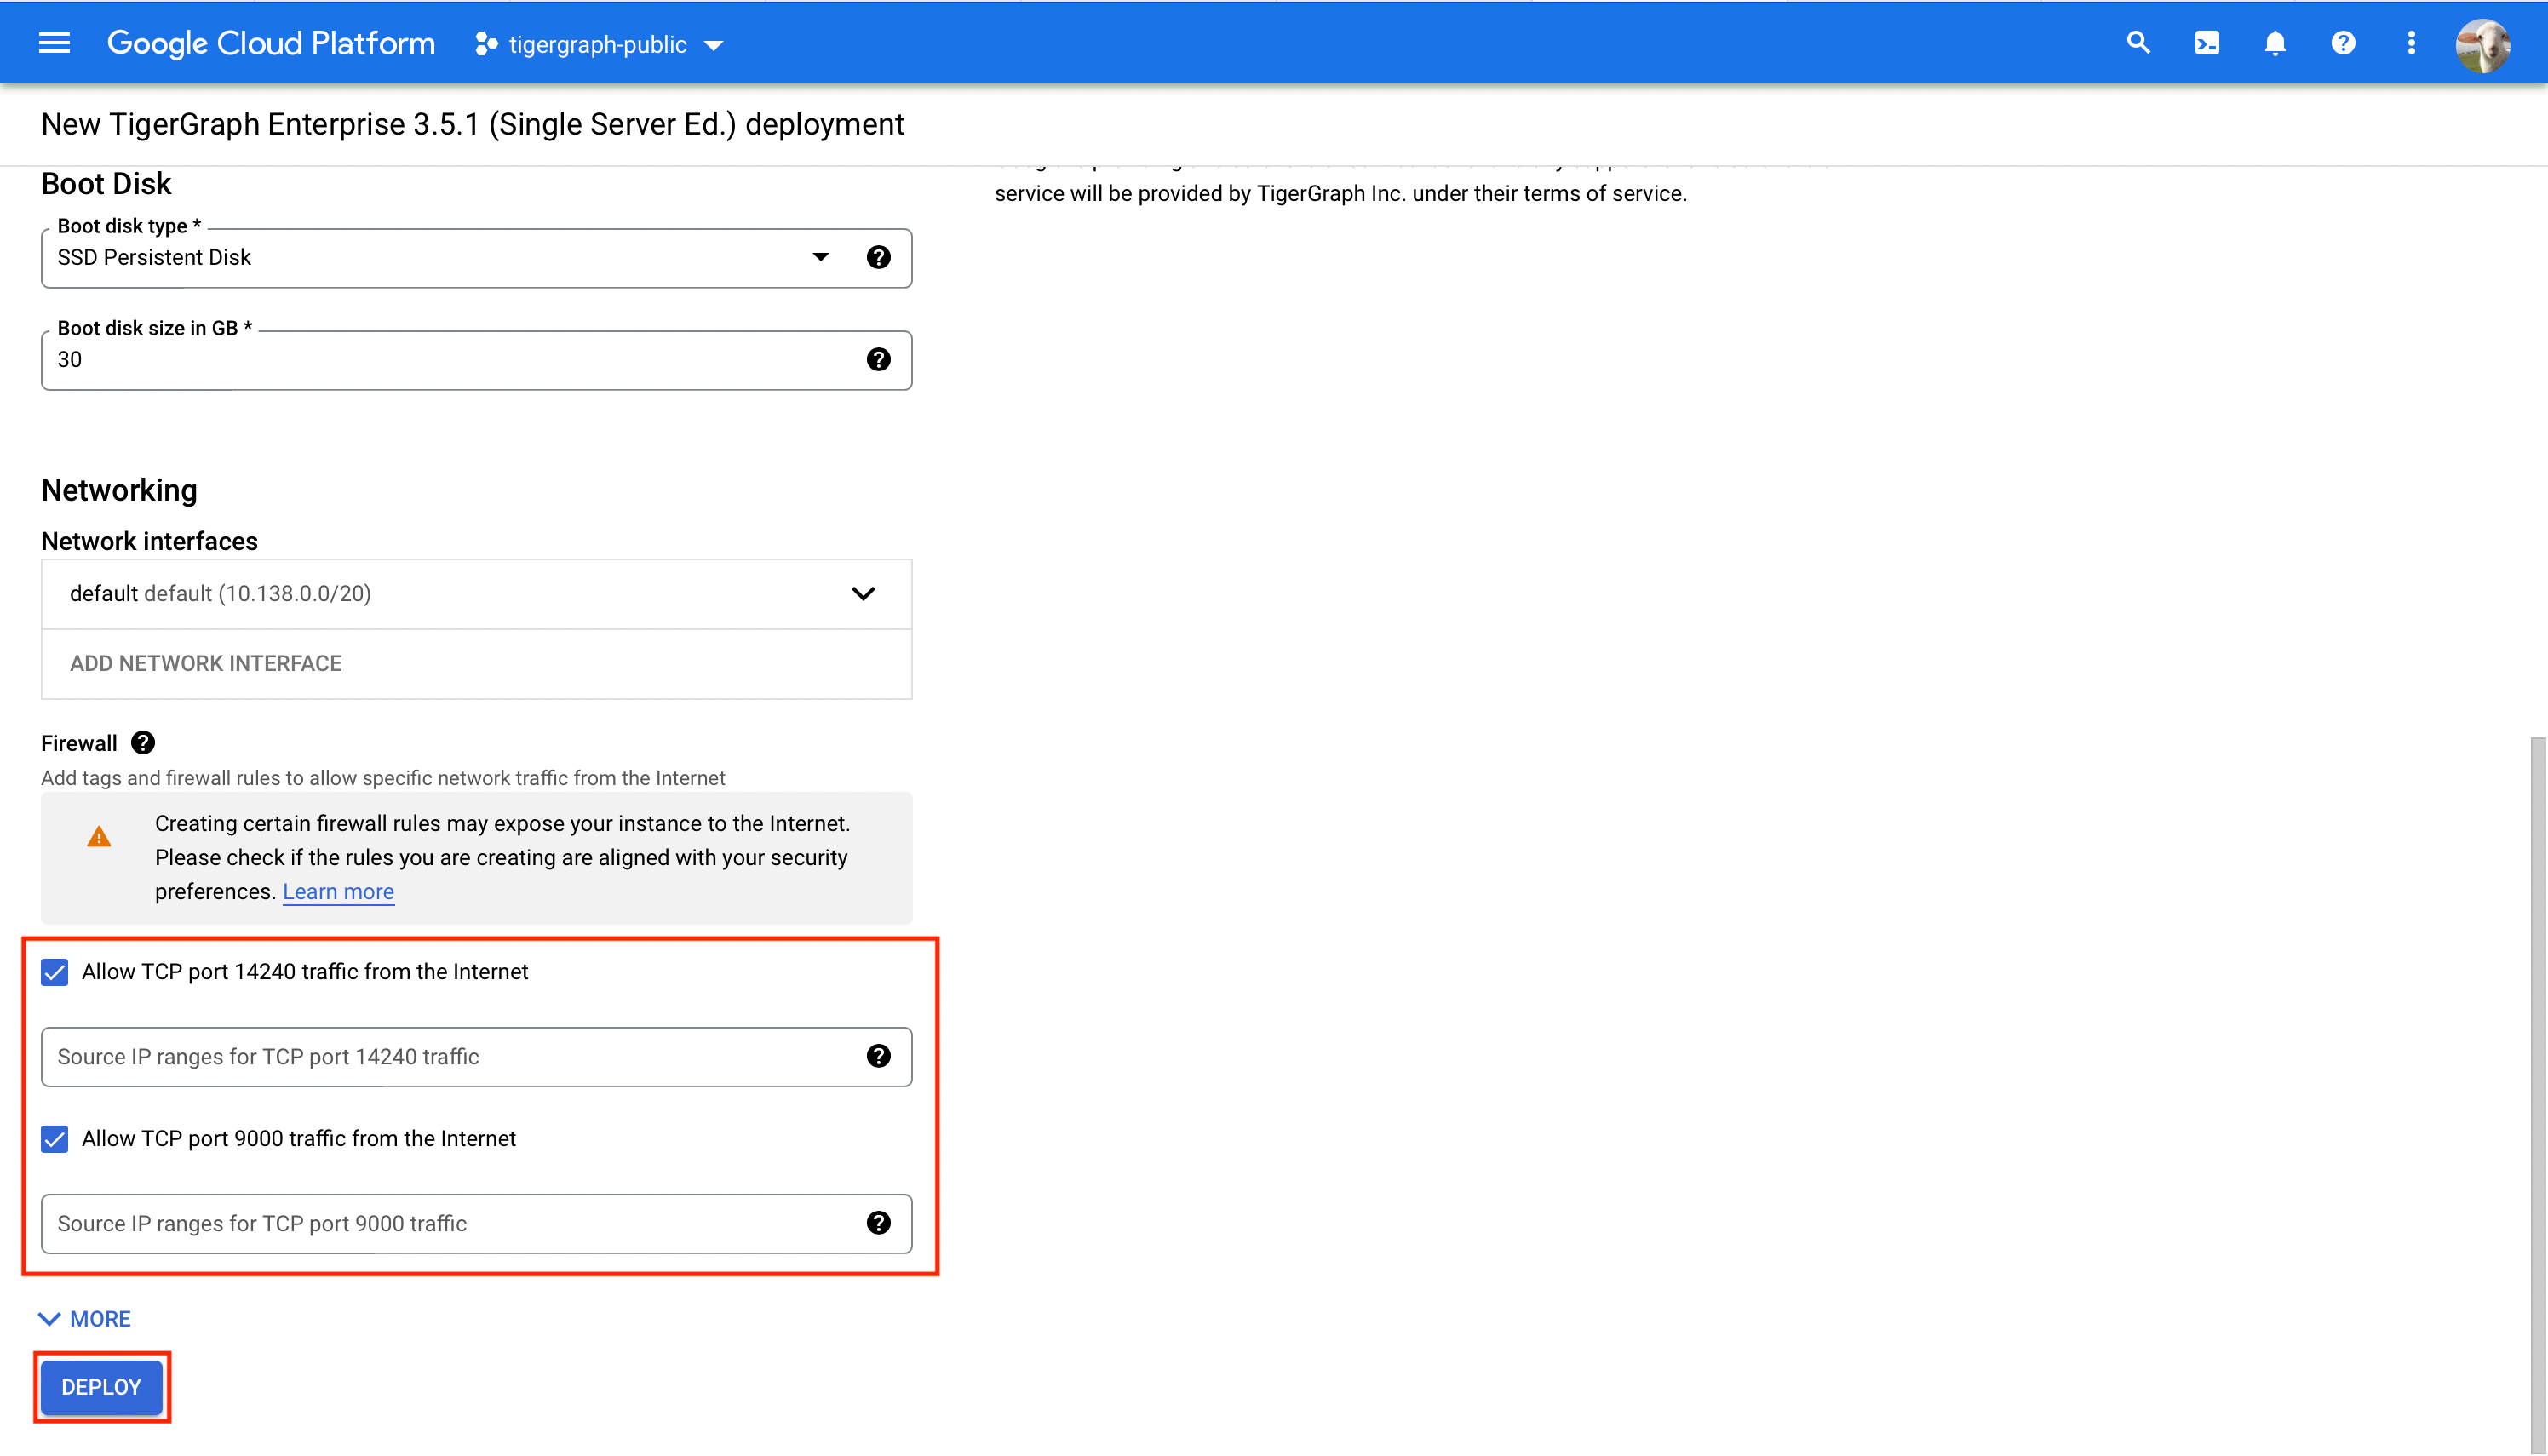 Google Cloud Platform
tigergraph-public
New TigerGraph Enterprise 3.5.1 (Single Server Ed.) deployment
service will be provided by TigerGraph Inc. under their terms of service.
Boot Disk
Boot disk type *
SSD Persistent Disk
Boot disk size in GB *
30
Networking
Network interfaces
default default (10.138.0.0/20)
ADD NETWORK INTERFACE
Firewall
Add tags and firewall rules to allow specific network traffic from the Internet
Creating certain firewall rules may expose your instance to the Internet.
Please check if the rules you are creating are aligned with your security
preferences. Learn more
Allow TCP port 14240 traffic from the Internet
Source IP ranges for TCP port 14240 traffic
Allow TCP port 9000 traffic from the Internet
Source IP ranges for TCP port 9000 traffic
MORE
DEPLOY